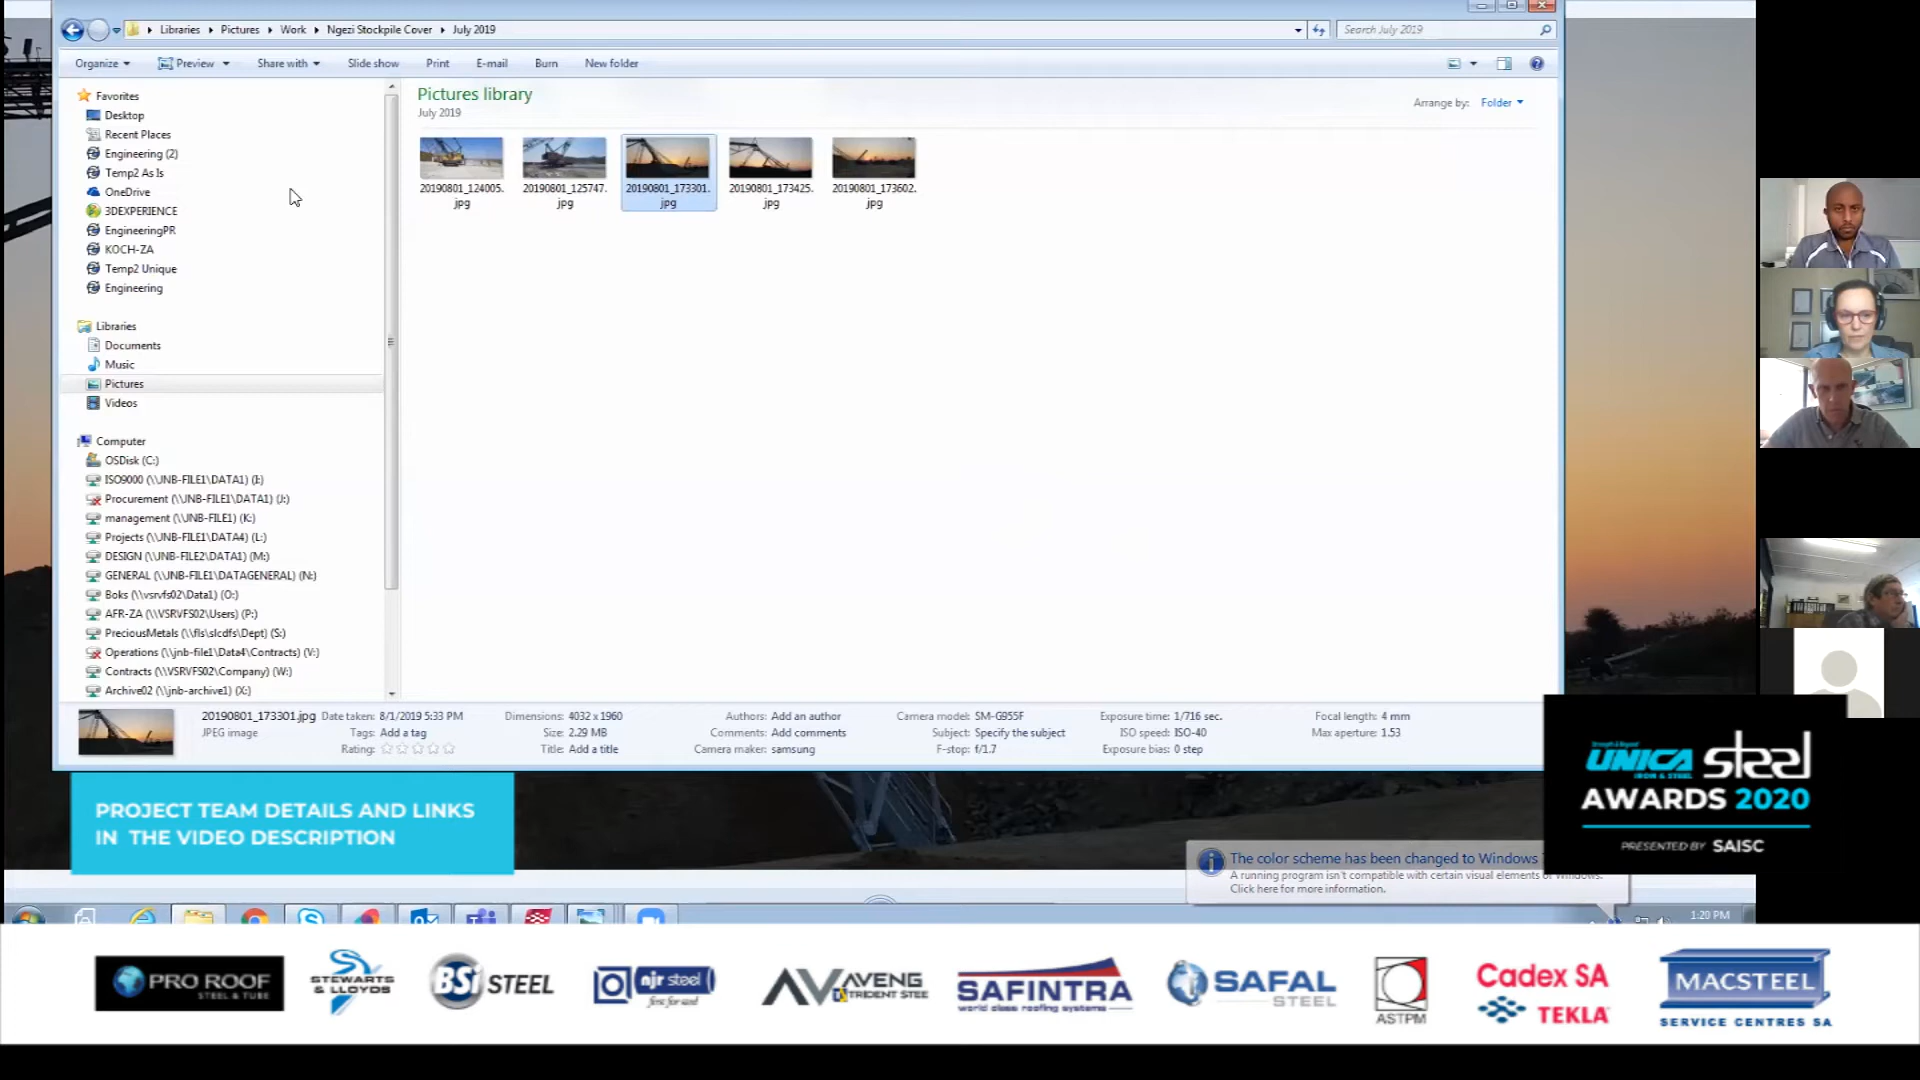 Libraries
Pictures
Work
Ngezi Stockpile Cover
July 2019
Search July 2019
Organize
Preview
Share with
Slide show
Print
E-mail
Burn
New folder
Favorites
Desktop
Recent Places
Engineering (2)
Temp2 As Is
OneDrive
3DEXPERIENCE
EngineeringPR
KOCH-ZA
Temp2 Unique
Engineering
Libraries
Documents
Music
Pictures
Videos
Computer
OSDisk (C:)
ISO9000 (\\JNB-FILE1\DATA1) (I:)
Procurement (\\JNB-FILE1\DATA1) (J:)
management (\\JNB-FILE1) (K:)
Projects (\\JNB-FILE1\DATA4) (L:)
DESIGN (\\JNB-FILE2\DATA1) (M:)
GENERAL (\\JNB-FILE1\DATAGENERAL) (N:)
Boks (\\vsrvfs02\Data1) (O:)
AFR-ZA (\\VSRVFS02\Users) (P:)
PreciousMetals (\\fls\slcdfs\Dept) (S:)
Operations (\\jnb-file1\Data4\Contracts) (V:)
Contracts (\\VSRVFS02\Company) (W:)
Archive02 (\\jnb-archive1) (X:)
Pictures library
July 2019
Arrange by: Folder
20190801_124005.
jpg
20190801_125747.
jpg
20190801_173301.
jpg
20190801_173425.
jpg
20190801_173602.
jpg
20190801_173301.jpg
JPEG image
Date taken: 8/1/2019 5:33 PM
Tags: Add a tag
Rating:
Dimensions: 4032 x 1960
Size: 2.29 MB
Title: Add a title
Authors: Add an author
Comments: Add comments
Camera maker: samsung
Camera model: SM-G955F
Subject: Specify the subject
F-stop: f/1.7
Exposure time: 1/716 sec.
ISO speed: ISO-40
Exposure bias: 0 step
Focal length: 4 mm
Max aperture: 1.53
PROJECT TEAM DETAILS AND LINKS
IN THE VIDEO DESCRIPTION
The color scheme has been changed to Windows
A running program isn't compatible with certain visual elements of Windows.
Click here for more information.
1:20 PM
UNICA
IRON & STEEL
steel
AWARDS 2020
PRESENTED BY SAISC
PRO ROOF
STEEL & TUBE
STEWARTS
& LLOYDS
BSi STEEL
njr steel
first for steel
AVENG
TRIDENT STEE
SAFINTRA
world class roofing systems
SAFAL
STEEL
ASTPM
Cadex SA
TEKLA
MACSTEEL
SERVICE CENTRES SA